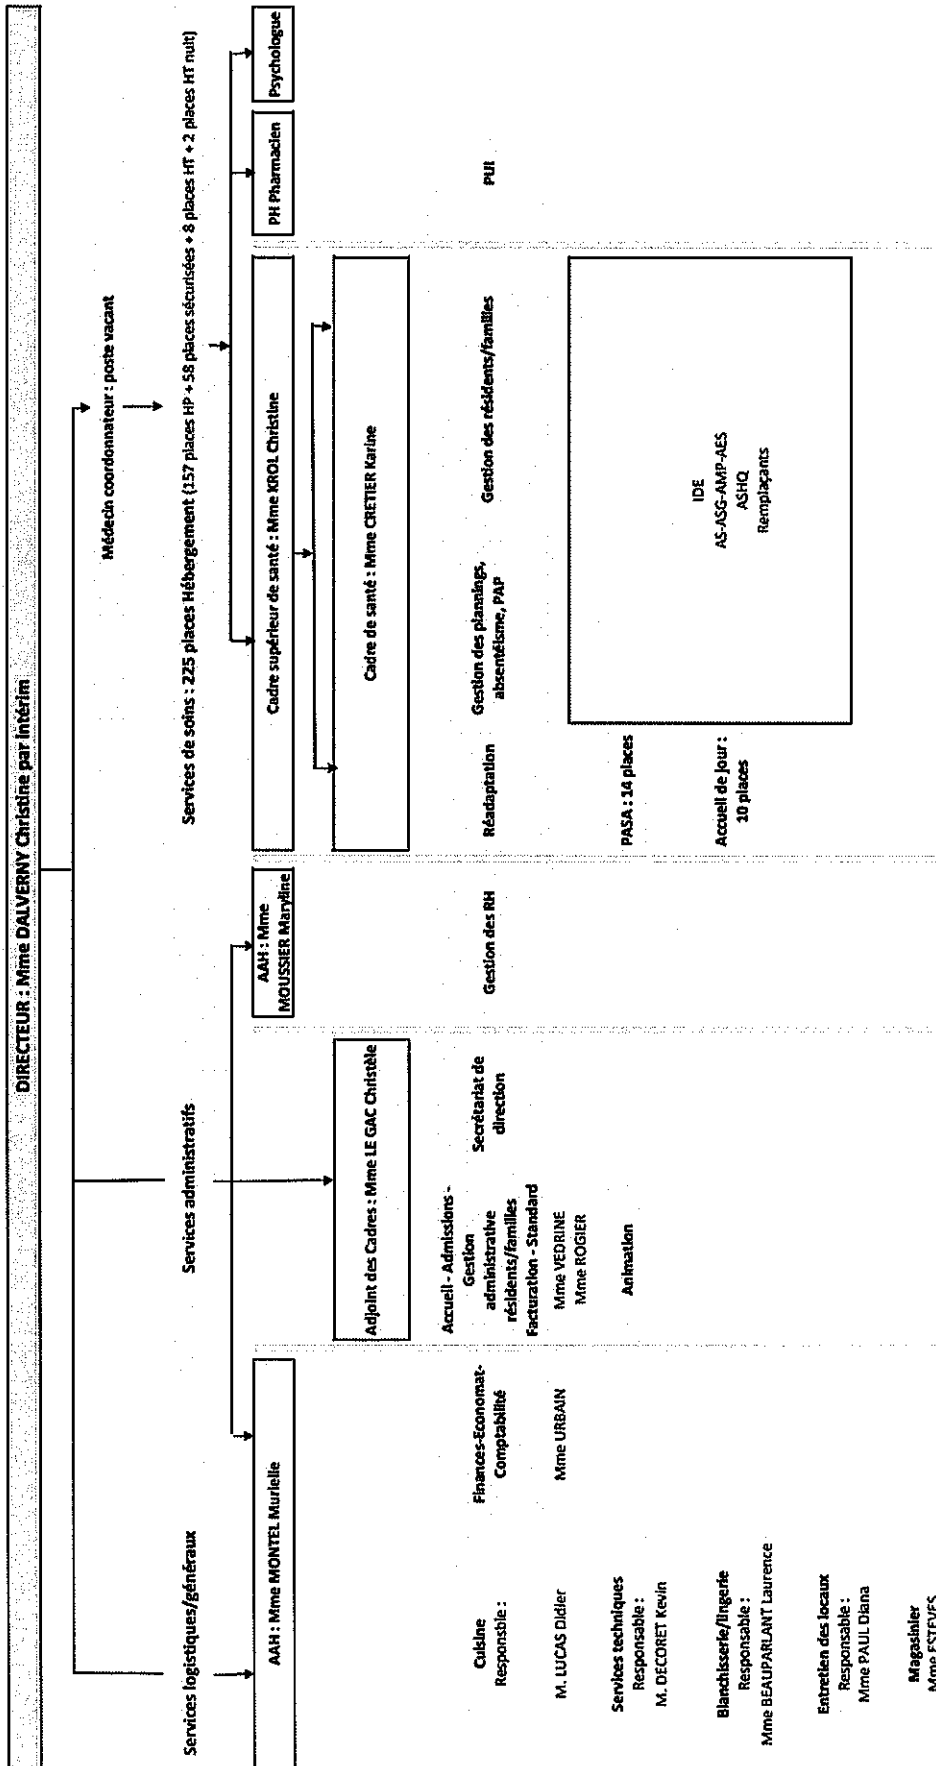 DIRECTEUR : Mme DALVERNY Christine par intérim
Médecin coordonnateur : poste vacant
Services logistiques/généraux
Services administratifs
Services de soins : 225 places Hébergement (157 places HP + 58 places sécurisées + 8 places HT + 2 places HT nuit)
AAH : Mme MONTEL Murielle
AAH : Mme
MOUSSIER Maryline
Cadre supérieur de santé : Mme KROL Christine
PH Pharmacien
Psychologue
Adjoint des Cadres : Mme LE GAC Christèle
Cadre de santé : Mme CRETIER Karine
Cuisine
Responsble :
M. LUCAS Didier
Finances-Economat-
Comptabilité
Mme URBAIN
Accueil - Admissions -
Gestion
administrative
résidents/familles
Facturation - Standard
Mme VEDRINE
Mme ROGIER
Animation
Secrétariat de
direction
Gestion des RH
Réadaptation
Gestion des plannings,
absentéisme, PAP
Gestion des résidents/familles
PUI
PASA : 14 places
Accueil de jour :
10 places
IDE
AS-ASG-AMP-AES
ASHQ
Remplaçants
Services techniques
Responsable :
M. DECORET Kevin
Blanchisserie/lingerie
Responsable :
Mme BEAUPARLANT Laurence
Entretien des locaux
Responsable :
Mme PAUL Diana
Magasinier
Mme ESTEVES